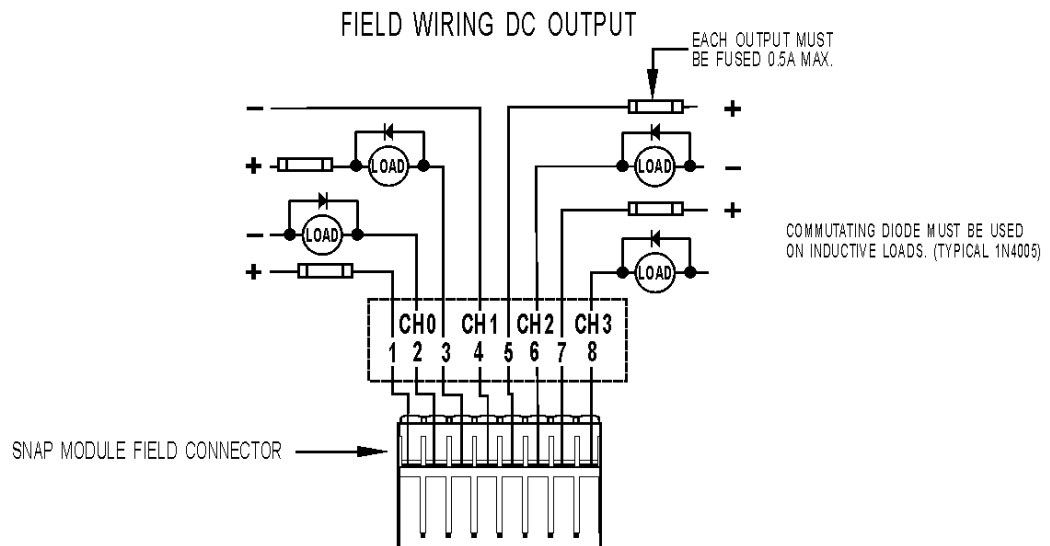 FIELD WIRING DC OUTPUT
EACH OUTPUT MUST
BE FUSED 0.5A MAX.
– +
+ LOAD LOAD –
– LOAD +
+ LOAD
COMMUTATING DIODE MUST BE USED
ON INDUCTIVE LOADS. (TYPICAL 1N4005)
CH0 CH1 CH2 CH3
1 2 3 4 5 6 7 8
SNAP MODULE FIELD CONNECTOR